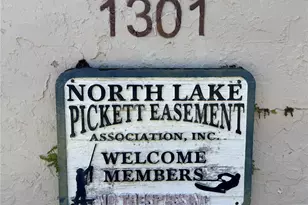 1301
NORTH LAKE
PICKETT EASEMENT
ASSOCIATION, INC.
WELCOME
MEMBERS